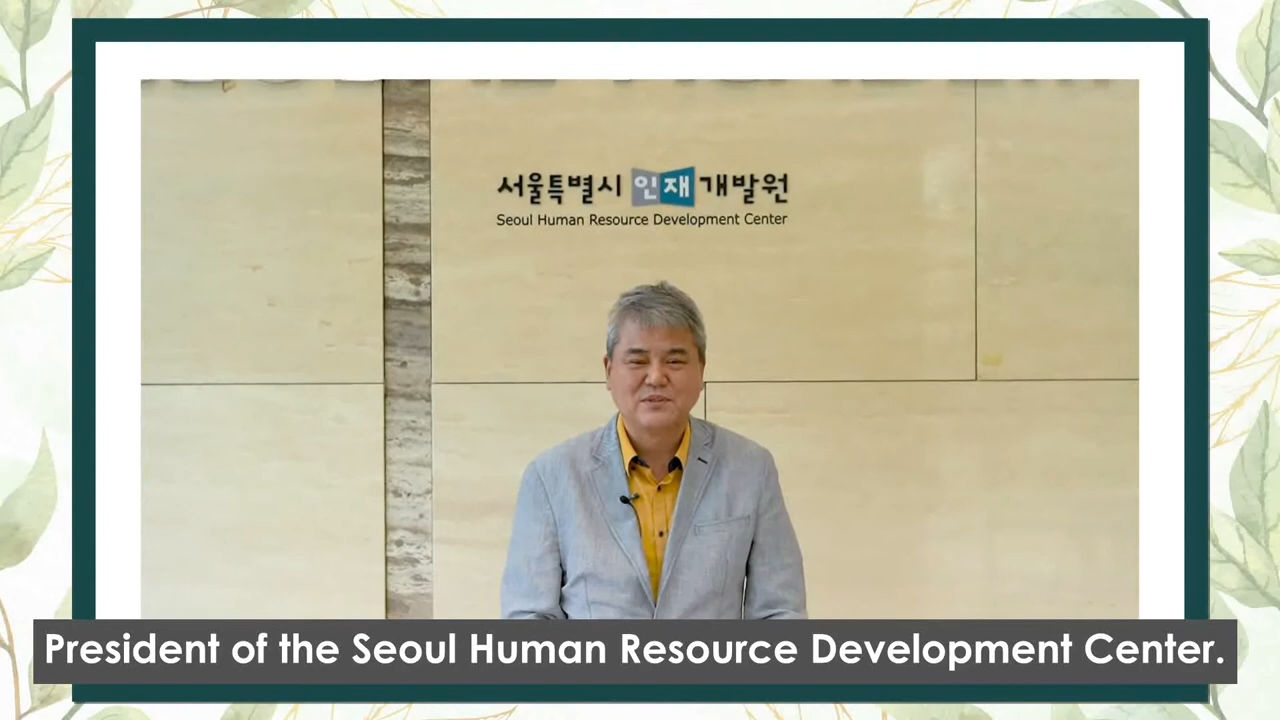 서울특별시 인재개발원
Seoul Human Resource Development Center
President of the Seoul Human Resource Development Center.